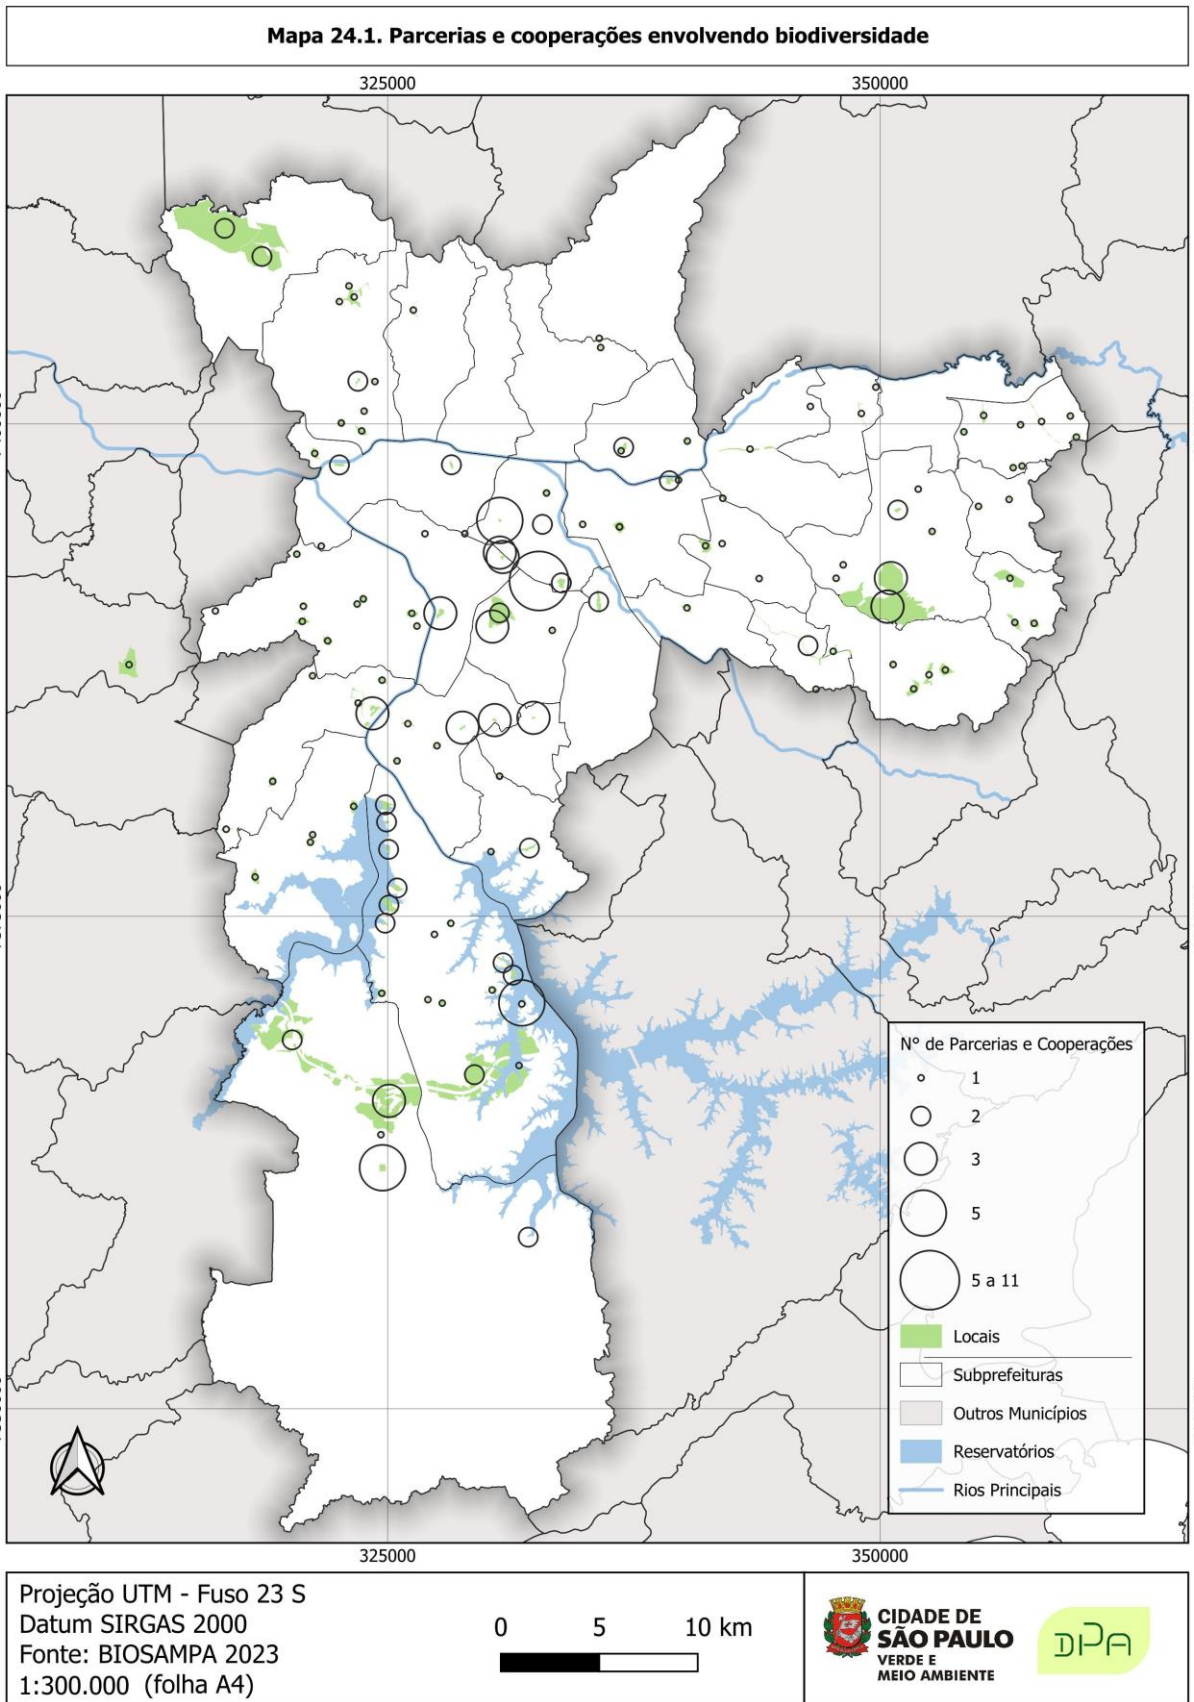 Mapa 24.1. Parcerias e cooperações envolvendo biodiversidade
325000 350000
N° de Parcerias e Cooperações
1
2
3
5
5 a 11
Locais
Subprefeituras
Outros Municípios
Reservatórios
Rios Principais
325000 350000
Projeção UTM - Fuso 23 S
Datum SIRGAS 2000
Fonte: BIOSAMPA 2023
1:300.000 (folha A4)
0 5 10 km
CIDADE DE
SÃO PAULO
VERDE E
MEIO AMBIENTE
DPA